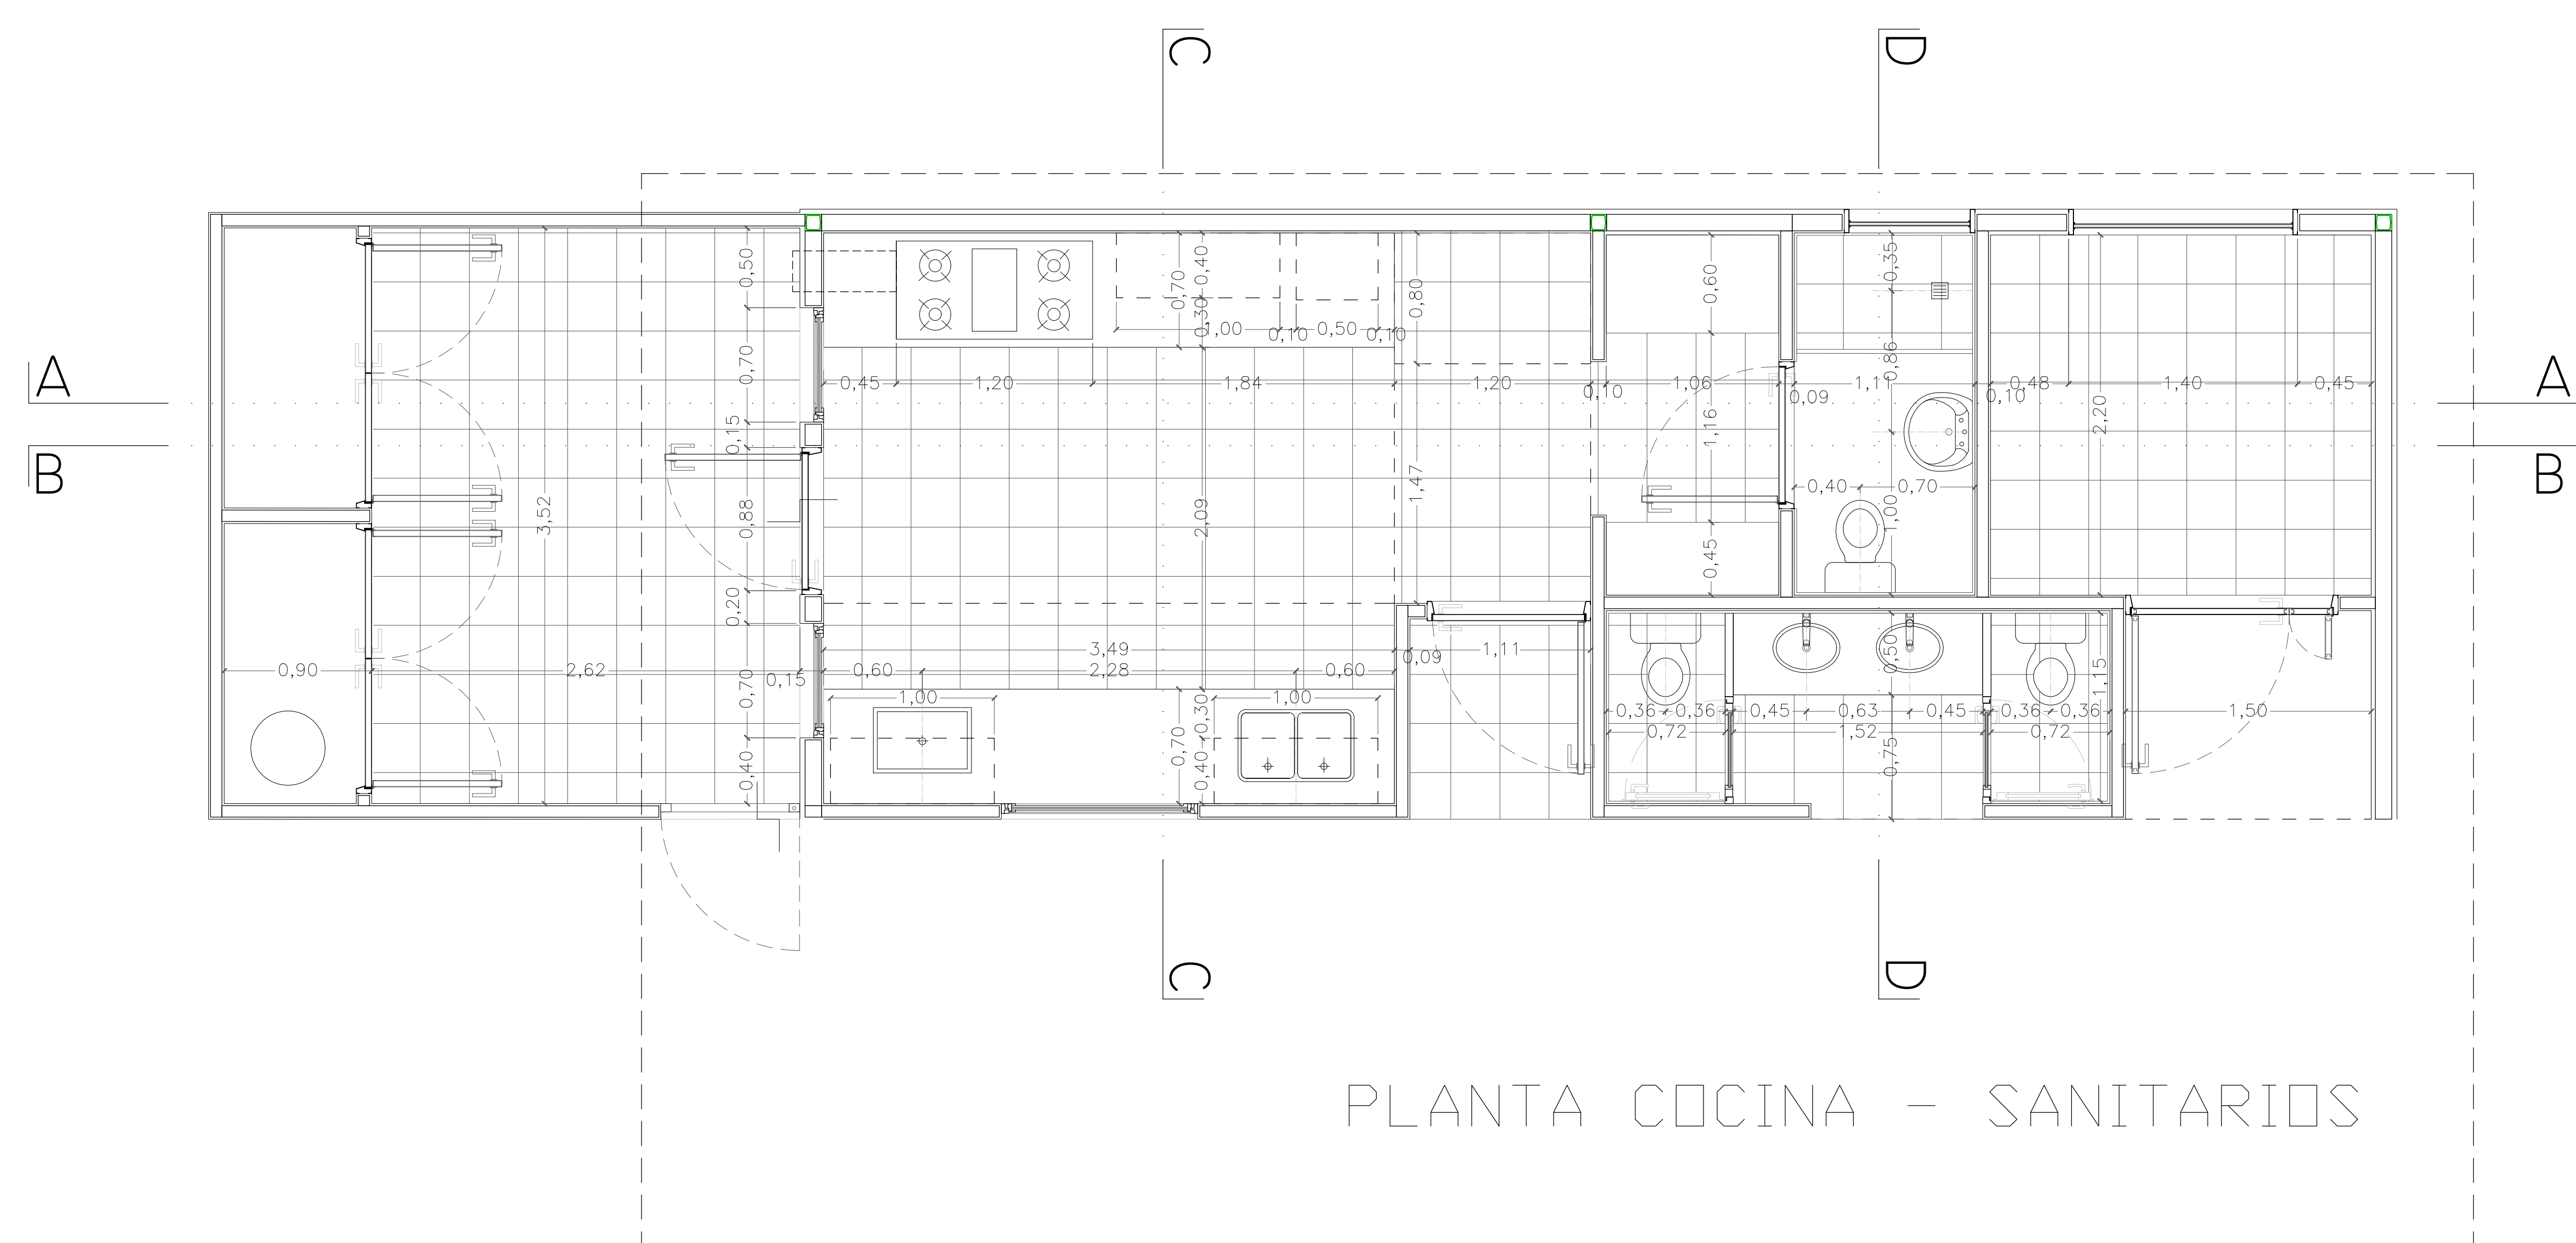 C D
0,50 0,70 0,40 0,60 0,35
0,80
0,30 1,00 0,10 0,50 0,10
0,70 0,86
A 0,45 1,20 1,84 1,20 0,10 1,06 0,09 1,11 0,10 0,48 1,40 0,45 A
0,15 1,16 2,20
B 1,47 0,40 0,70 B
3,52 0,88 2,09 1,00
0,45
0,20
3,49 0,09 1,11 0,50
0,90 2,62 0,15 0,60 2,28 0,60 1,15
0,70 1,00 1,00 0,30
0,36 0,36 0,45 0,63 0,45 0,36 0,36 1,50
0,72 1,52 0,72
0,40 0,70 0,40 0,75
C D
PLANTA COCINA - SANITARIOS